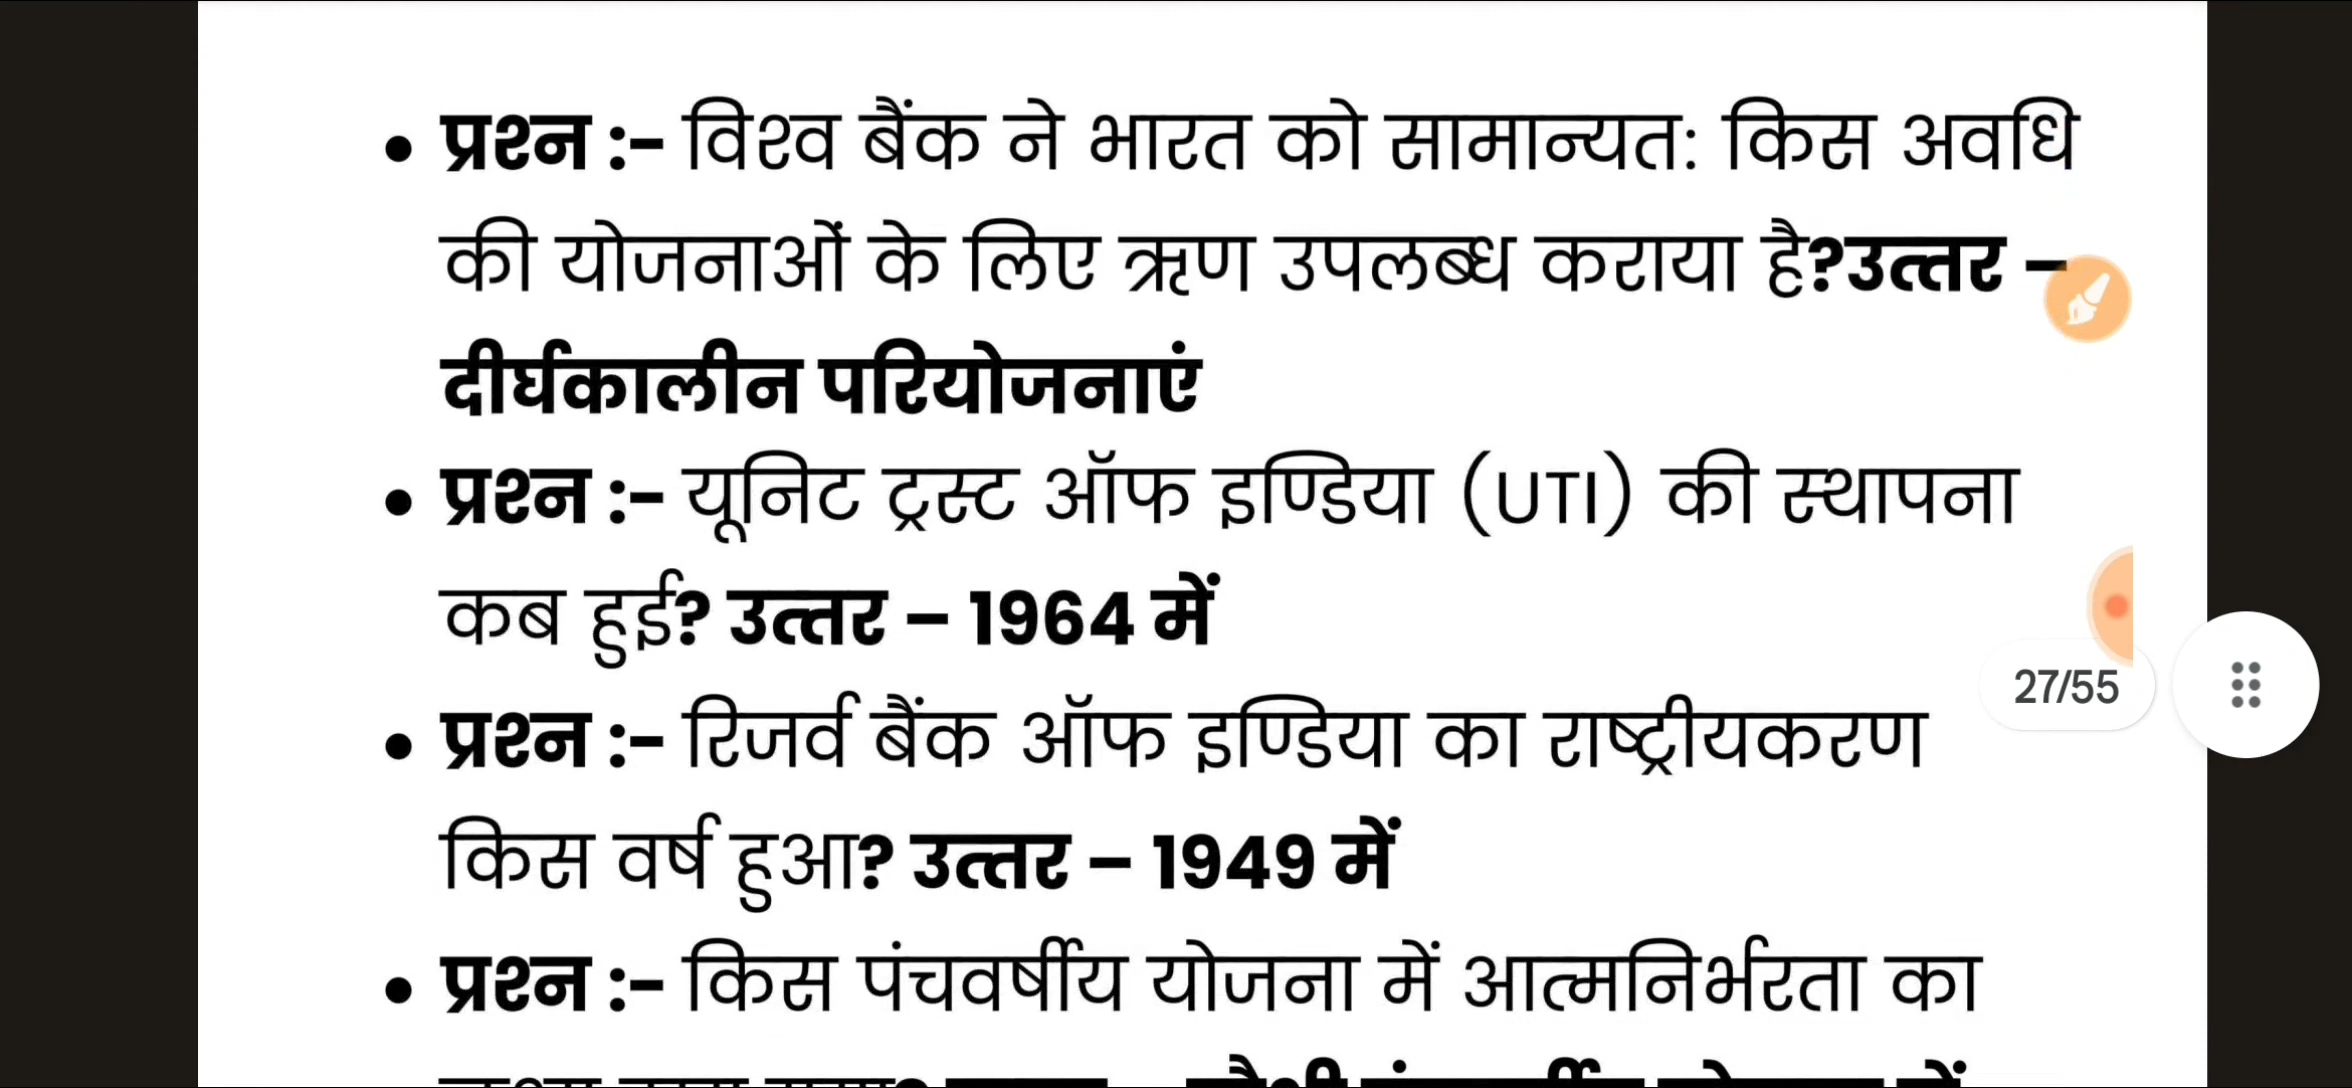 • प्रश्न :- विश्व बैंक ने भारत को सामान्यतः किस अवधि
की योजनाओं के लिए ऋण उपलब्ध कराया है?उत्तर –
दीर्घकालीन परियोजनाएं
• प्रश्न :- यूनिट ट्रस्ट ऑफ इण्डिया (UTI) की स्थापना
कब हुई? उत्तर – 1964 में
27/55
• प्रश्न :- रिजर्व बैंक ऑफ इण्डिया का राष्ट्रीयकरण
किस वर्ष हुआ? उत्तर – 1949 में
• प्रश्न :- किस पंचवर्षीय योजना में आत्मनिर्भरता का